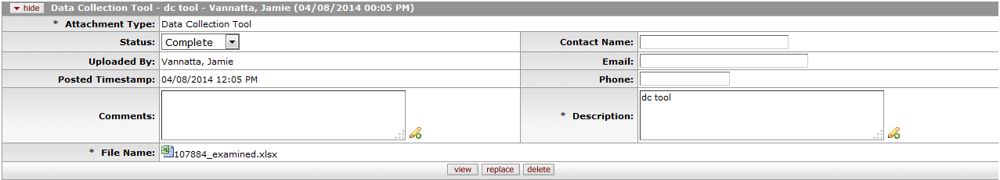 hide Data Collection Tool - dc tool - Vannatta, Jamie (04/08/2014 00:05 PM)
* Attachment Type: Data Collection Tool
Status: Complete Contact Name:
Uploaded By: Vannatta, Jamie Email:
Posted Timestamp: 04/08/2014 12:05 PM Phone:
Comments: * Description: dc tool
* File Name: 107884_examined.xlsx
view replace delete